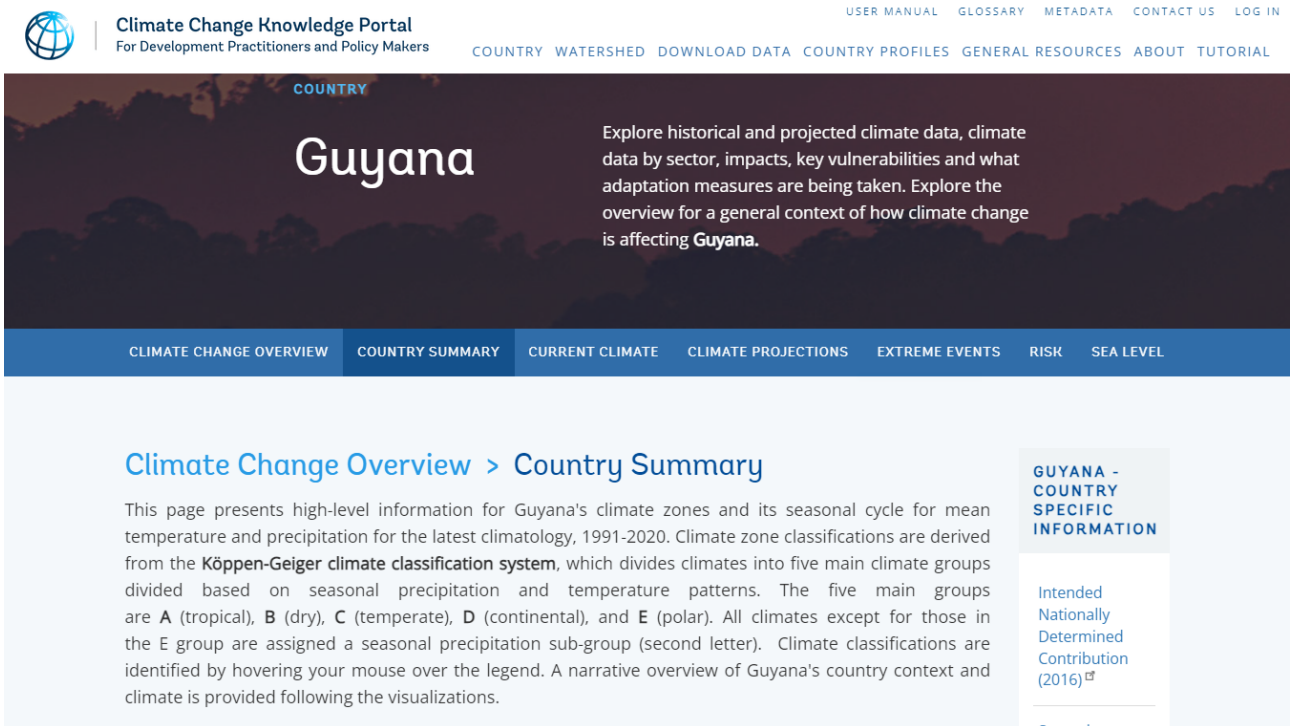 USER MANUAL GLOSSARY METADATA CONTACT US LOG IN
Climate Change Knowledge Portal
For Development Practitioners and Policy Makers
COUNTRY WATERSHED DOWNLOAD DATA COUNTRY PROFILES GENERAL RESOURCES ABOUT TUTORIAL
COUNTRY
Guyana
Explore historical and projected climate data, climate
data by sector, impacts, key vulnerabilities and what
adaptation measures are being taken. Explore the
overview for a general context of how climate change
is affecting Guyana.
CLIMATE CHANGE OVERVIEW COUNTRY SUMMARY CURRENT CLIMATE CLIMATE PROJECTIONS EXTREME EVENTS RISK SEA LEVEL
Climate Change Overview > Country Summary
This page presents high-level information for Guyana's climate zones and its seasonal cycle for mean
temperature and precipitation for the latest climatology, 1991-2020. Climate zone classifications are derived
from the Köppen-Geiger climate classification system, which divides climates into five main climate groups
divided based on seasonal precipitation and temperature patterns. The five main groups
are A (tropical), B (dry), C (temperate), D (continental), and E (polar). All climates except for those in
the E group are assigned a seasonal precipitation sub-group (second letter). Climate classifications are
identified by hovering your mouse over the legend. A narrative overview of Guyana's country context and
climate is provided following the visualizations.
GUYANA -
COUNTRY
SPECIFIC
INFORMATION
Intended
Nationally
Determined
Contribution
(2016)